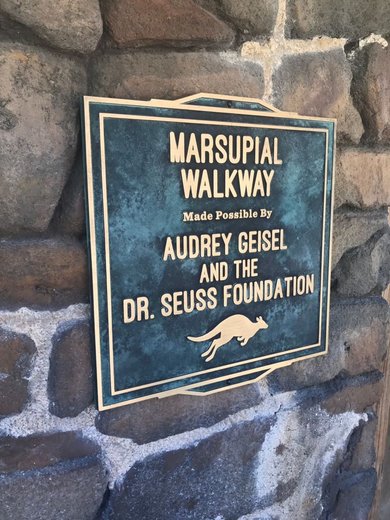 MARSUPIAL
WALKWAY
Made Possible By
AUDREY GEISEL
AND THE
DR. SEUSS FOUNDATION